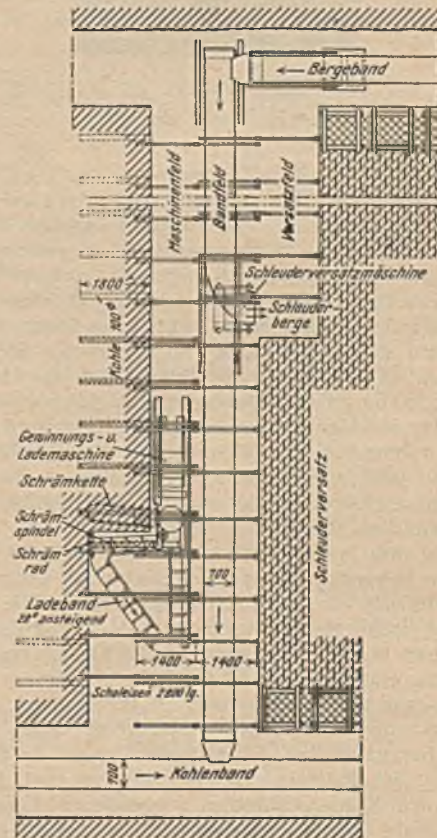 Bergeband
Maschinenfeld
Bandfeld
Versatzfeld
Schleuderversatzmaschine
1800
Schleuder-
berge
Kohle
100
Gewinnungs- u.
Lademaschine
Schrämkette
Schräm
spindel
Schräm
rad
Schleuderversatz
700
Ladeband
28° ansteigend
1400
1400
Schaleisen 2800 lg.
Kohlenband
700